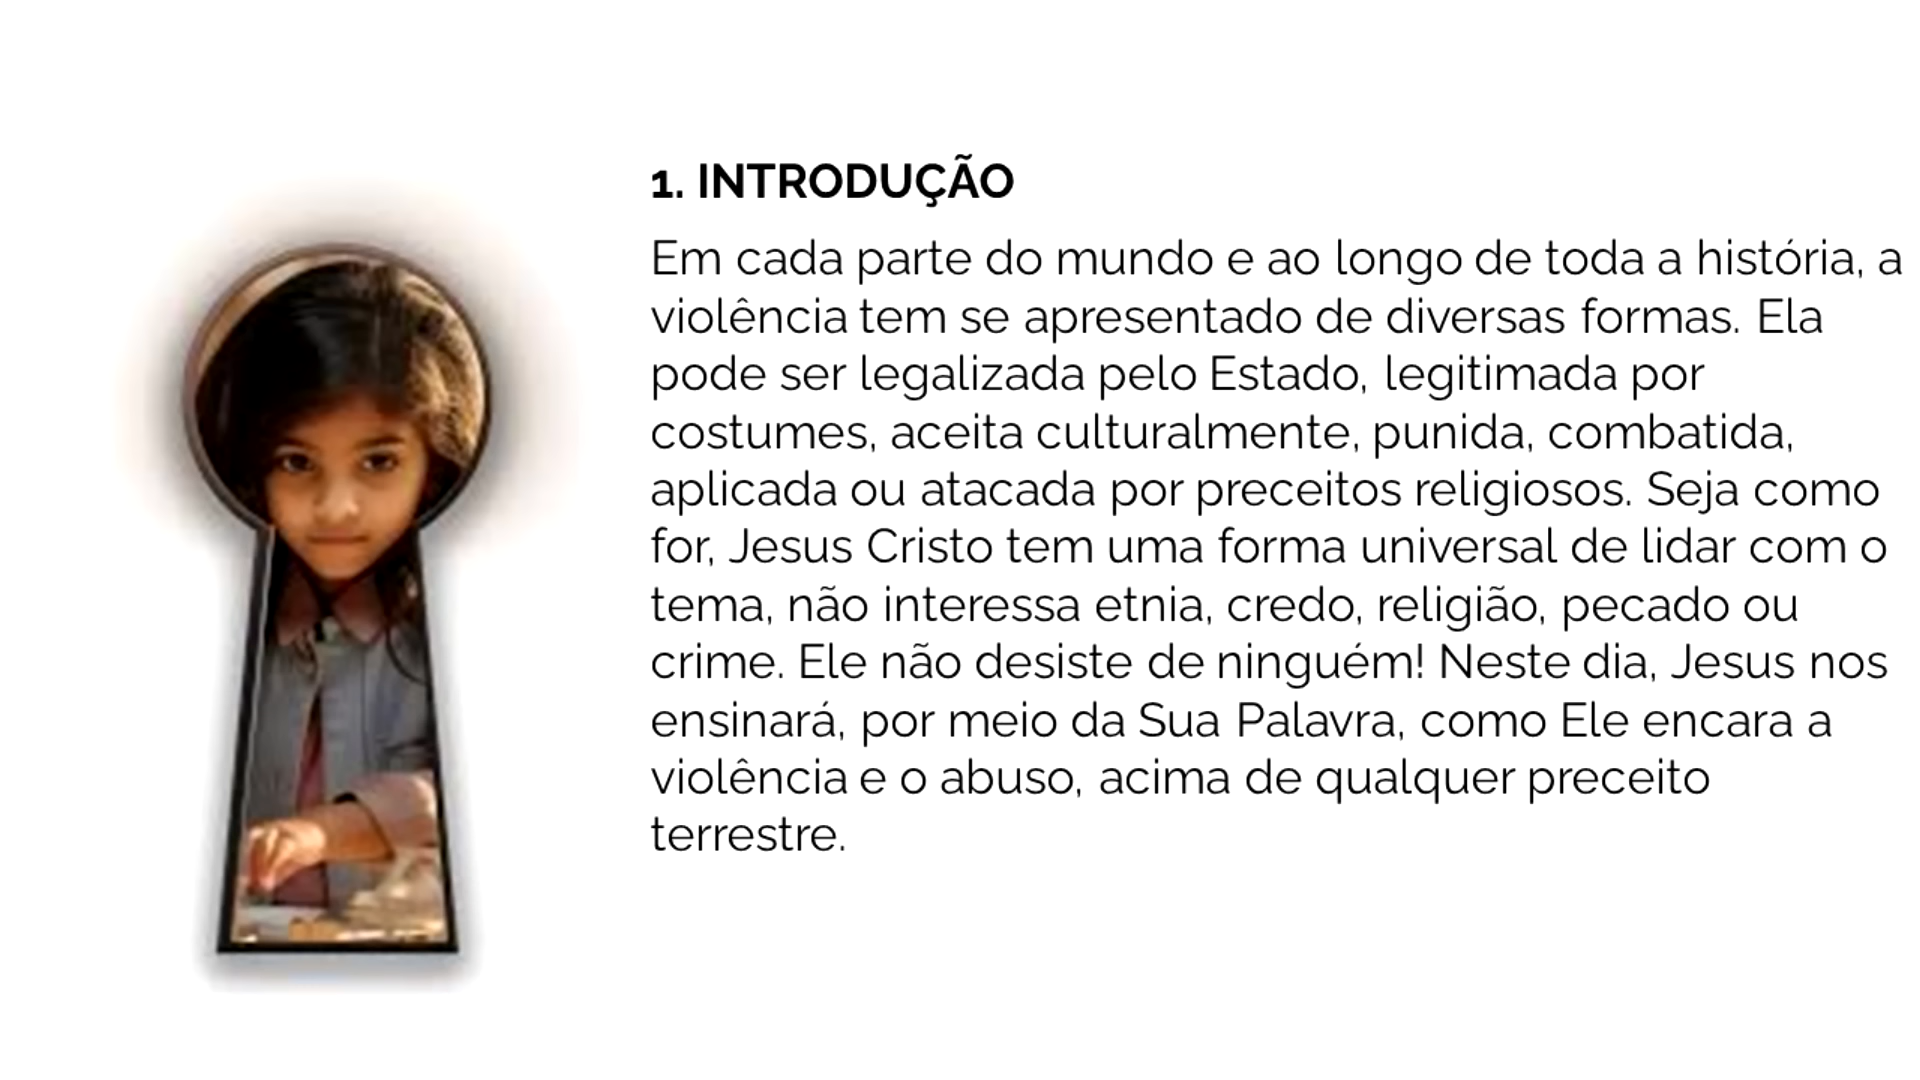 1. INTRODUÇÃO
Em cada parte do mundo e ao longo de toda a história, a
violência tem se apresentado de diversas formas. Ela
pode ser legalizada pelo Estado, legitimada por
costumes, aceita culturalmente, punida, combatida,
aplicada ou atacada por preceitos religiosos. Seja como
for, Jesus Cristo tem uma forma universal de lidar com o
tema, não interessa etnia, credo, religião, pecado ou
crime. Ele não desiste de ninguém! Neste dia, Jesus nos
ensinará, por meio da Sua Palavra, como Ele encara a
violência e o abuso, acima de qualquer preceito
terrestre.